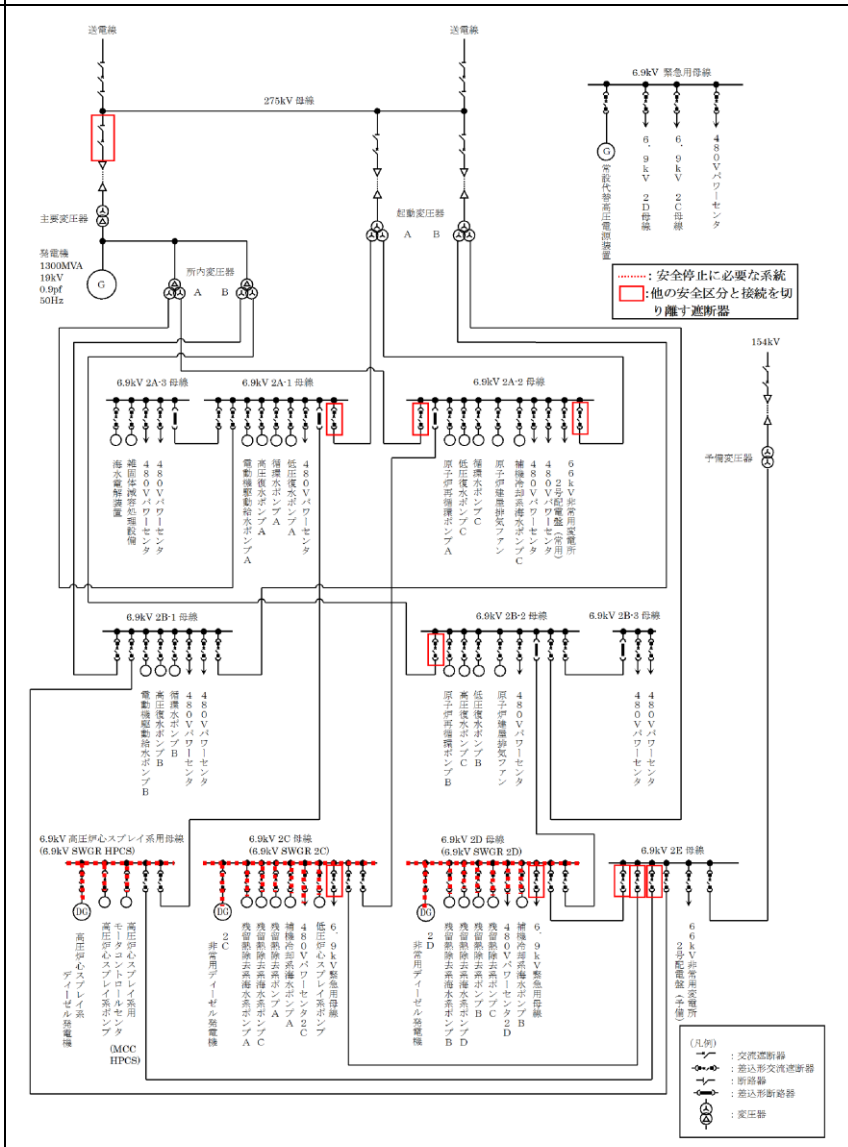 送電線
送電線
6.9kV 緊急用母線
275kV 母線
G
常設代替高圧電源装置
6.9kV 2D母線
6.9kV 2C母線
480Vパワーセンタ
主要変圧器
起動変圧器
A
B
発電機
1300MVA
19kV
0.9pf
50Hz
G
所内変圧器
A
B
:安全停止に必要な系統
:他の安全区分と接続を切り離す遮断器
154kV
予備変圧器
6.9kV 2A-3 母線
6.9kV 2A-1 母線
6.9kV 2A-2 母線
海水電解装置
雑固体減容処理設備
480Vパワーセンタ
480Vパワーセンタ
電動機駆動給水ポンプA
高圧復水ポンプA
循環水ポンプA
低圧復水ポンプA
480Vパワーセンタ
原子炉再循環ポンプA
低圧復水ポンプC
循環水ポンプC
原子炉建屋排気ファン
補機冷却系海水ポンプC
480Vパワーセンタ
480Vパワーセンタ
66kV非常用変電所
2号配電盤(常用)
6.9kV 2B-1 母線
6.9kV 2B-2 母線
6.9kV 2B-3 母線
電動機駆動給水ポンプB
高圧復水ポンプB
循環水ポンプB
480Vパワーセンタ
480Vパワーセンタ
原子炉再循環ポンプB
高圧復水ポンプC
低圧復水ポンプB
原子炉建屋排気ファン
480Vパワーセンタ
480Vパワーセンタ
480Vパワーセンタ
6.9kV 高圧炉心スプレイ系用母線
(6.9kV SWGR HPCS)
6.9kV 2C 母線
(6.9kV SWGR 2C)
6.9kV 2D 母線
(6.9kV SWGR 2D)
6.9kV 2E 母線
DG
高圧炉心スプレイ系
ディーゼル発電機
高圧炉心スプレイ系ポンプ
高圧炉心スプレイ系用
モータコントロールセンタ
(MCC
HPCS)
DG
2C
非常用ディーゼル発電機
残留熱除去系海水系ポンプA
残留熱除去系海水系ポンプC
残留熱除去系ポンプA
補機冷却系海水ポンプA
480Vパワーセンタ2C
低圧炉心スプレイ系ポンプ
6.9kV緊急用母線
DG
2D
非常用ディーゼル発電機
残留熱除去系海水系ポンプB
残留熱除去系海水系ポンプD
残留熱除去系ポンプB
残留熱除去系ポンプC
480Vパワーセンタ2D
補機冷却系海水ポンプB
6.9kV緊急用母線
66kV非常用変電所
2号配電盤(予備)
(凡例)
:交流遮断器
:差込形交流遮断器
:断路器
:差込形断路器
:変圧器